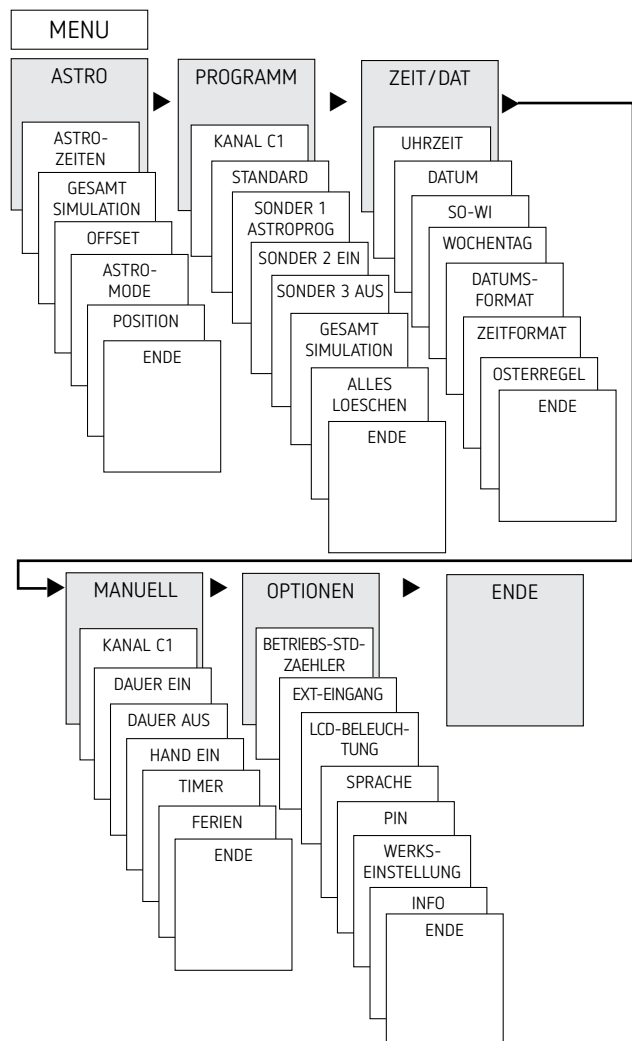 MENU
ASTRO
ASTRO-
ZEITEN
GESAMT
SIMULATION
OFFSET
ASTRO-
MODE
POSITION
ENDE
PROGRAMM
KANAL C1
STANDARD
SONDER 1
ASTROPROG
SONDER 2 EIN
SONDER 3 AUS
GESAMT
SIMULATION
ALLES
LOESCHEN
ENDE
ZEIT/DAT
UHRZEIT
DATUM
SO-WI
WOCHENTAG
DATUMS-
FORMAT
ZEITFORMAT
OSTERREGEL
ENDE
MANUELL
KANAL C1
DAUER EIN
DAUER AUS
HAND EIN
TIMER
FERIEN
ENDE
OPTIONEN
BETRIEBS-STD-
ZAEHLER
EXT-EINGANG
LCD-BELEUCH-
TUNG
SPRACHE
PIN
WERKS-
EINSTELLUNG
INFO
ENDE
ENDE